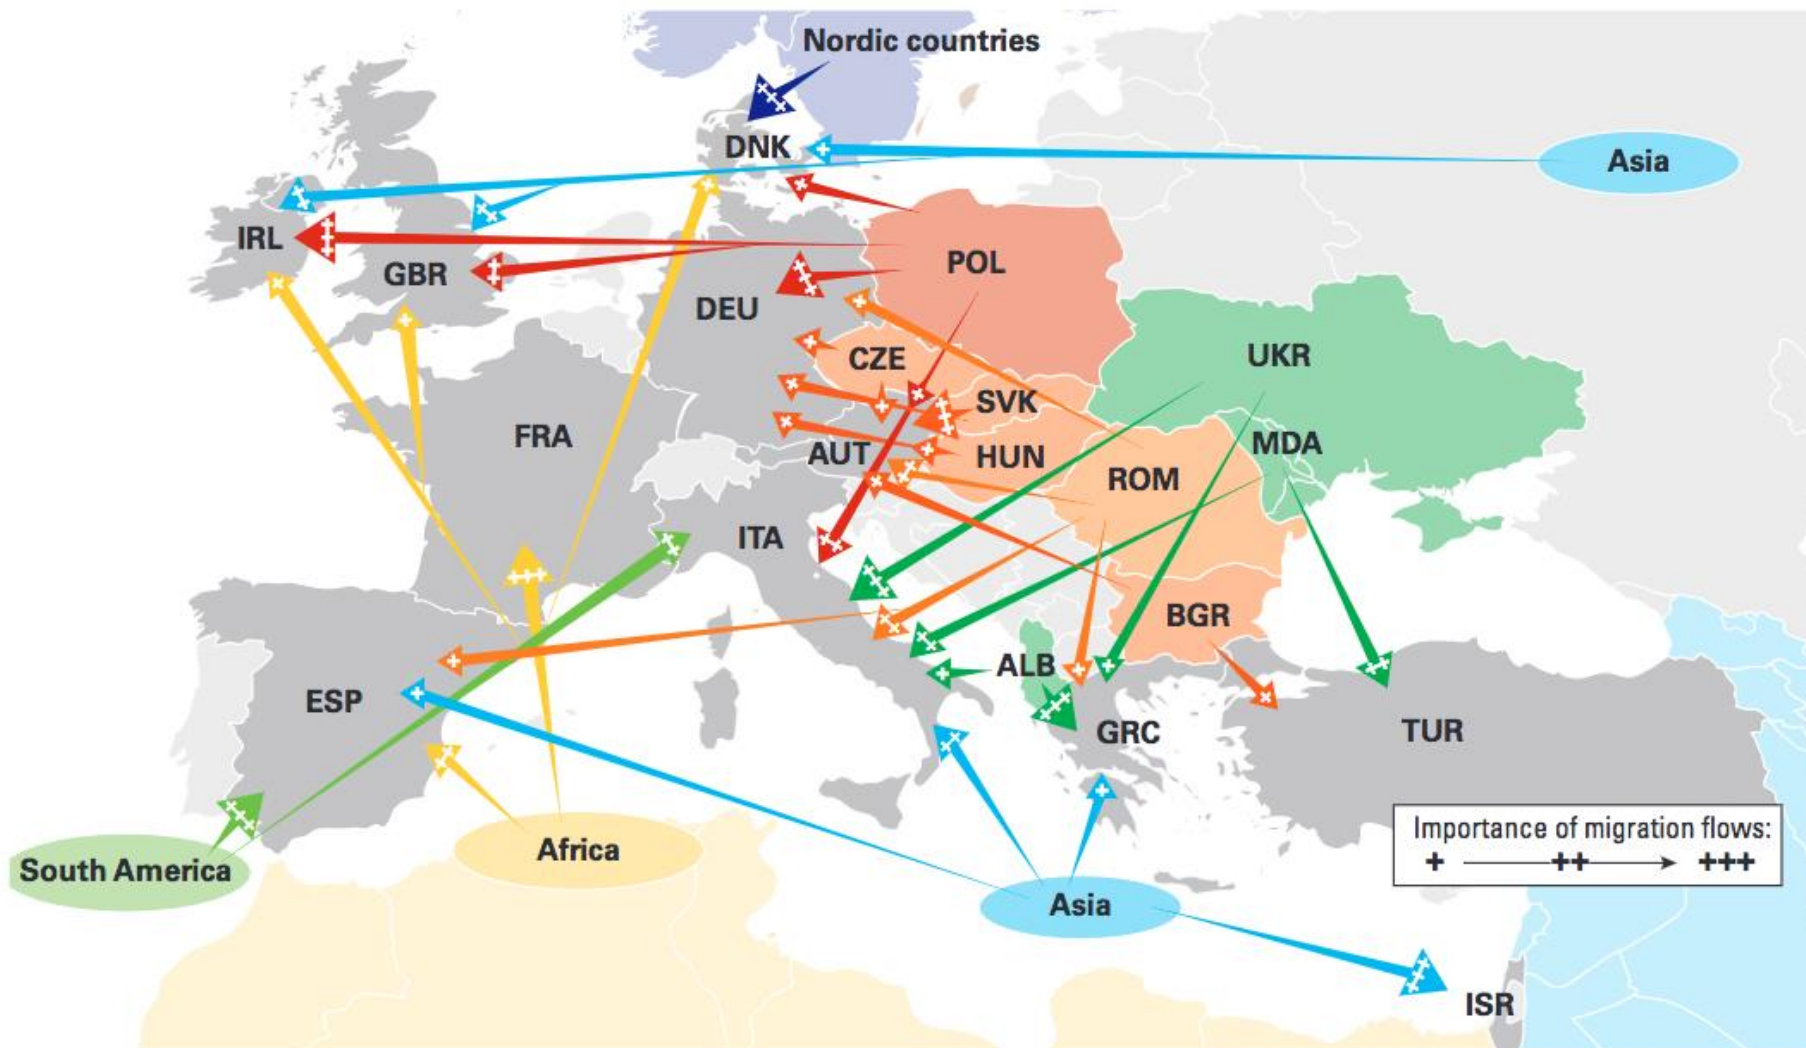 Nordic countries
DNK
Asia
IRL
GBR
POL
DEU
CZE
UKR
SVK
FRA
AUT
HUN
MDA
ROM
ITA
BGR
ALB
ESP
GRC
TUR
Importance of migration flows:
+ ++ +++
Africa
South America
Asia
ISR